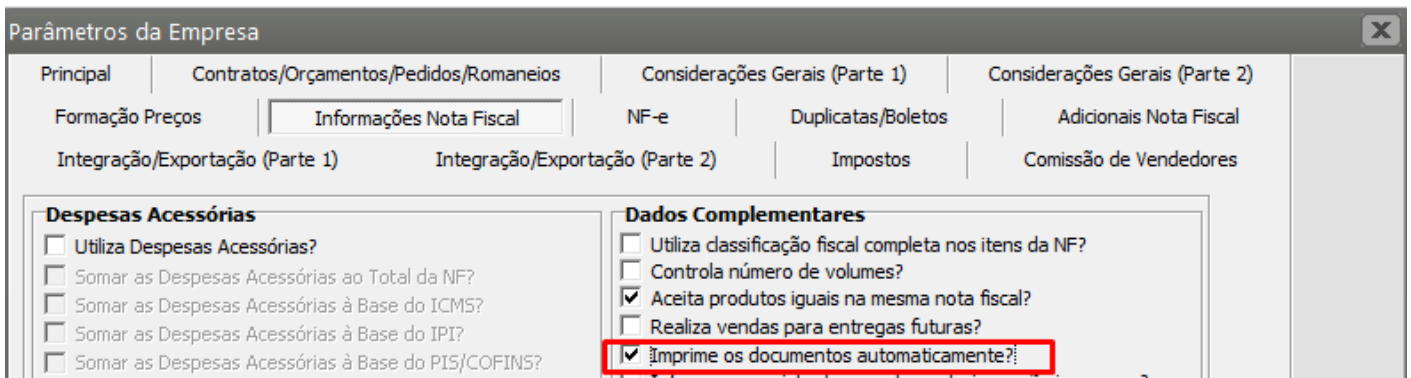 Parâmetros da Empresa
Principal Contratos/Orçamentos/Pedidos/Romaneios Considerações Gerais (Parte 1) Considerações Gerais (Parte 2)
Formação Preços Informações Nota Fiscal NF-e Duplicatas/Boletos Adicionais Nota Fiscal
Integração/Exportação (Parte 1) Integração/Exportação (Parte 2) Impostos Comissão de Vendedores
Despesas Acessórias
Utiliza Despesas Acessórias?
Somar as Despesas Acessórias ao Total da NF?
Somar as Despesas Acessórias à Base do ICMS?
Somar as Despesas Acessórias à Base do IPI?
Somar as Despesas Acessórias à Base do PIS/COFINS?
Dados Complementares
Utiliza classificação fiscal completa nos itens da NF?
Controla número de volumes?
Aceita produtos iguais na mesma nota fiscal?
Realiza vendas para entregas futuras?
Imprime os documentos automaticamente?